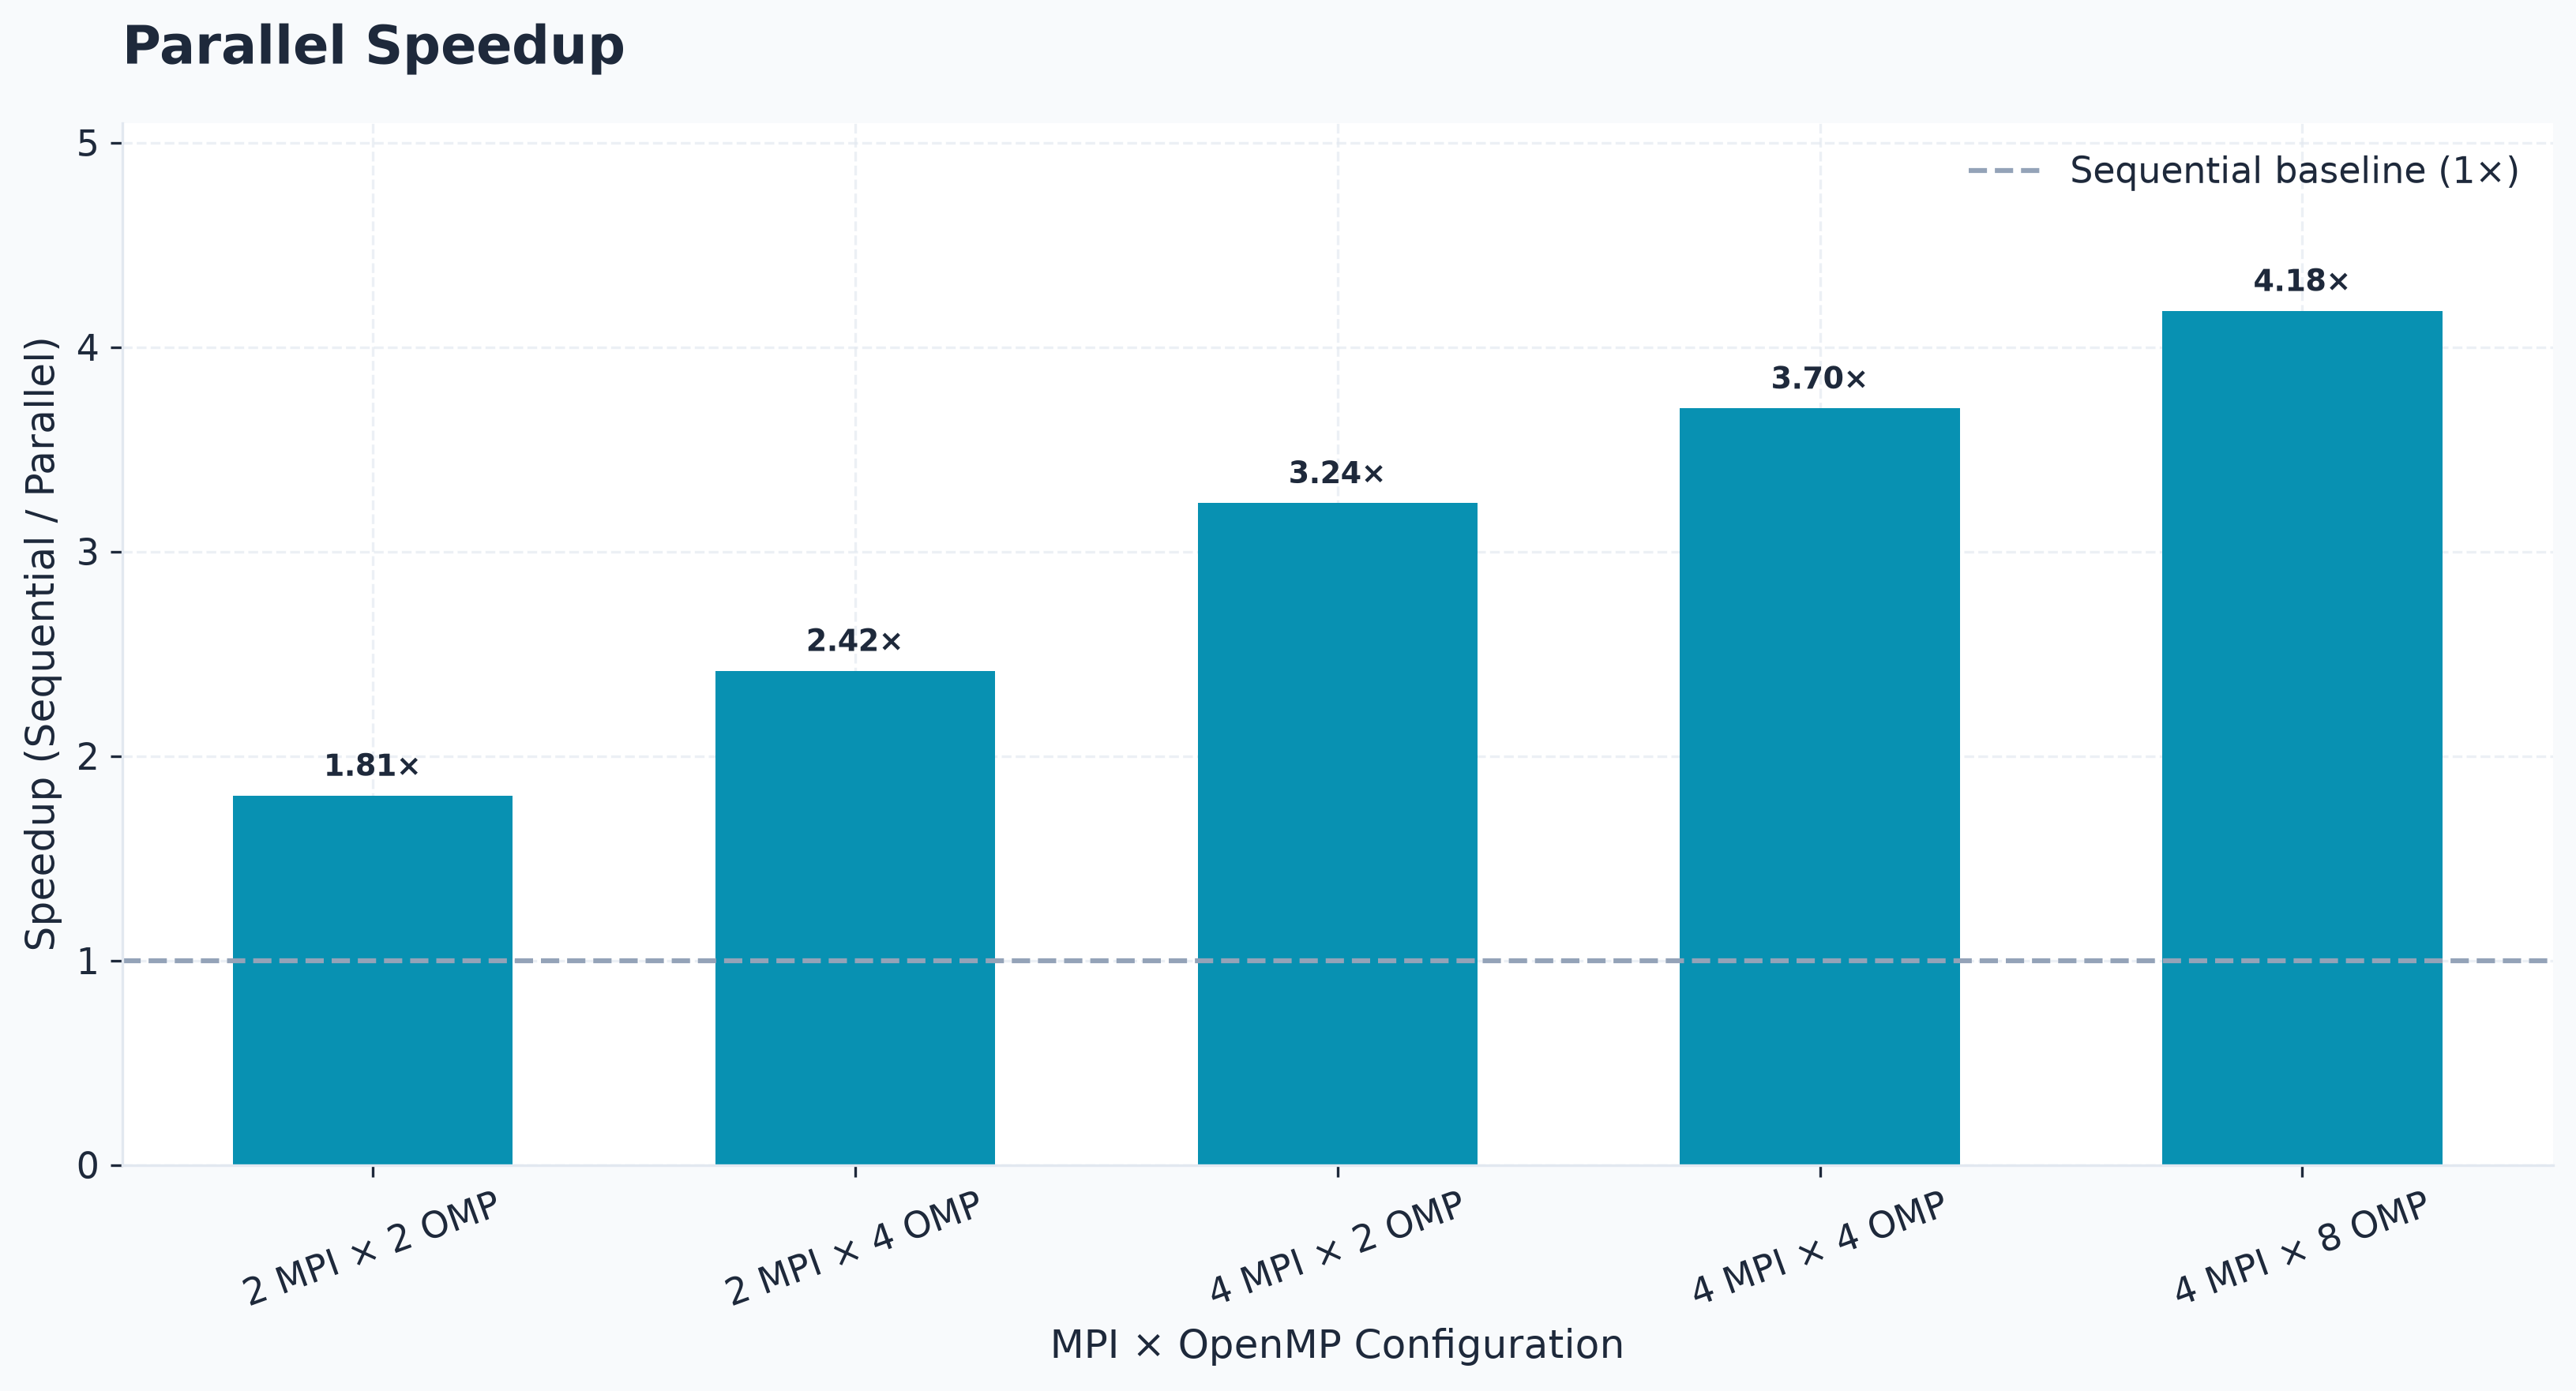 Parallel Speedup
Speedup (Sequential / Parallel)
5
4
3
2
1
0
Sequential baseline (1×)
1.81×
2.42×
3.24×
3.70×
4.18×
2 MPI × 2 OMP
2 MPI × 4 OMP
4 MPI × 2 OMP
4 MPI × 4 OMP
4 MPI × 8 OMP
MPI × OpenMP Configuration